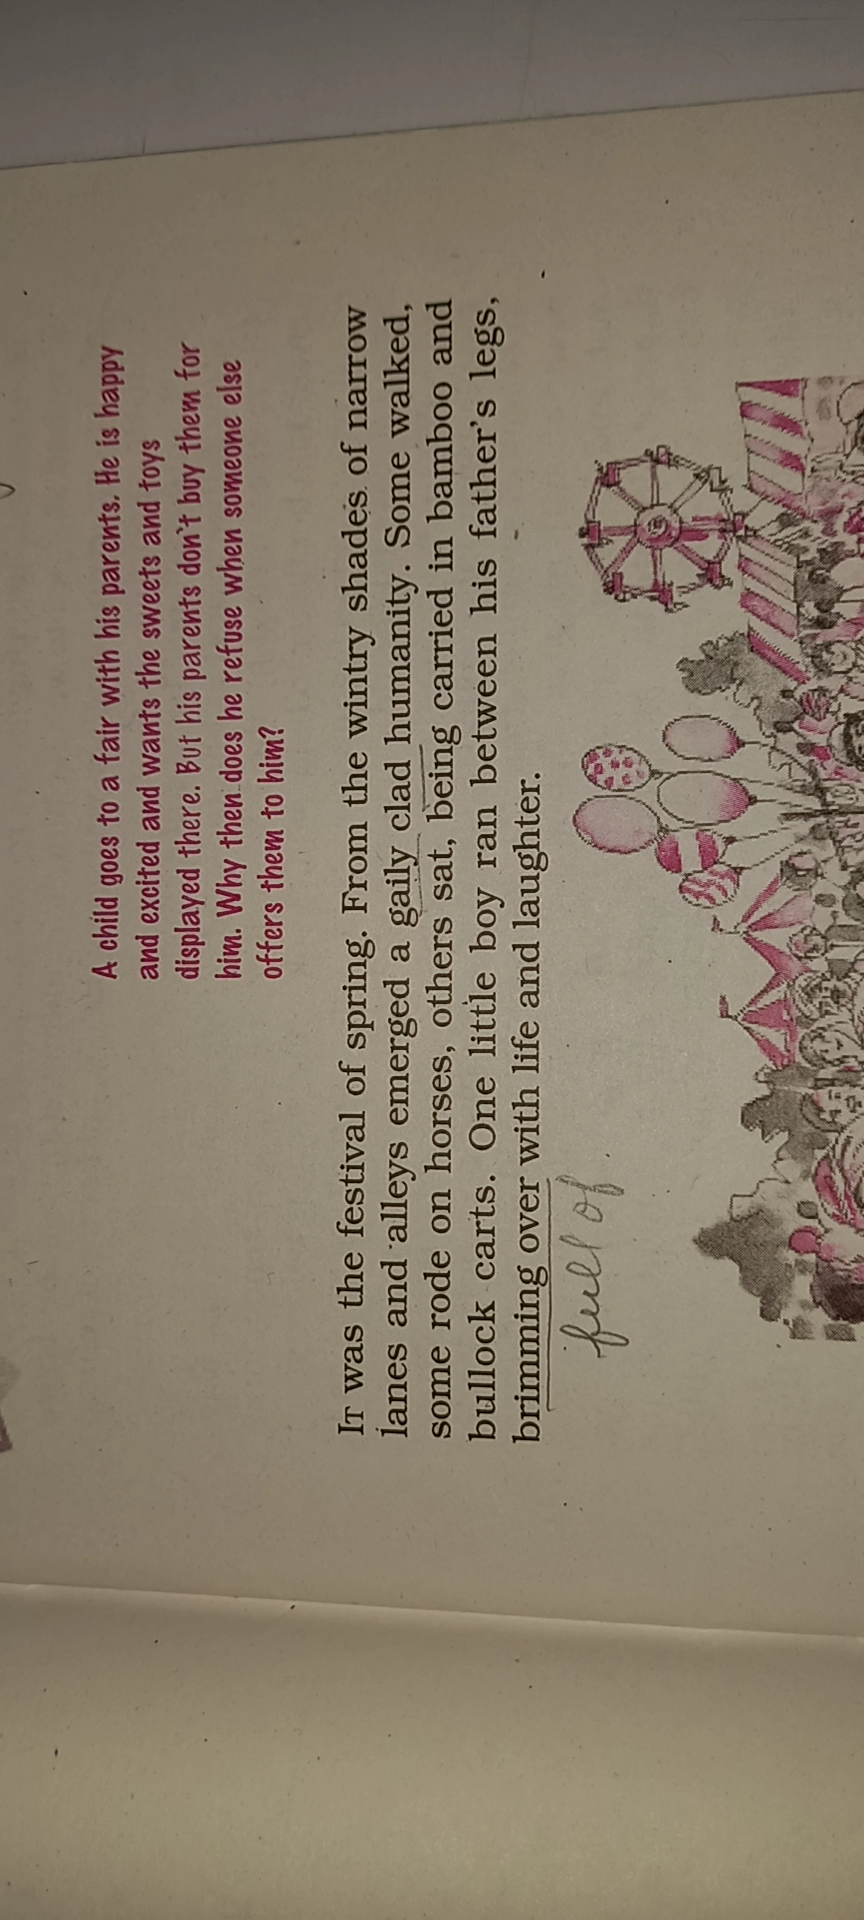 A child goes to a fair with his parents. He is happy
and excited and wants the sweets and toys
displayed there. But his parents don't buy them for
him. Why then does he refuse when someone else
offers them to him?
IT was the festival of spring. From the wintry shades of narrow
lanes and alleys emerged a gaily clad humanity. Some walked,
some rode on horses, others sat, being carried in bamboo and
bullock carts. One little boy ran between his father's legs,
brimming over with life and laughter.
full of